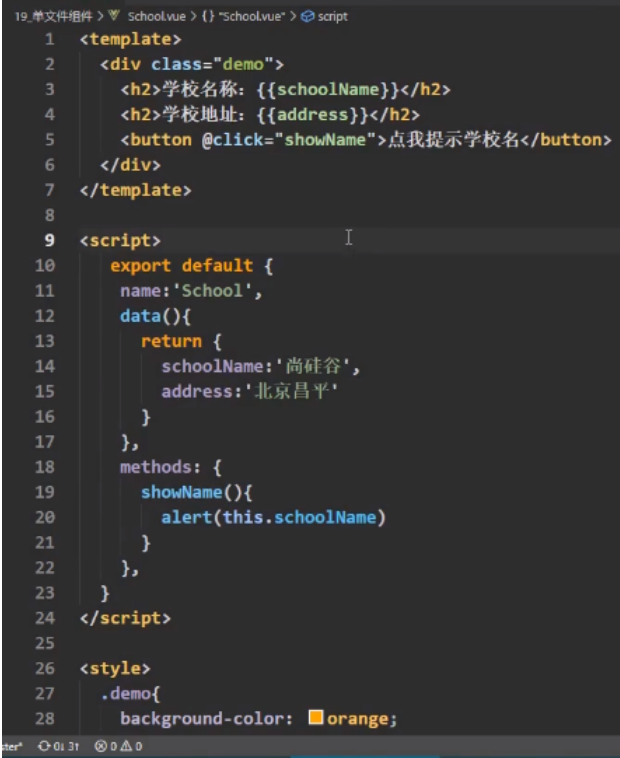 19_单文件组件 > School.vue > {} "School.vue" > script
1 <template>
2 <div class="demo">
3 <h2>学校名称：{{schoolName}}</h2>
4 <h2>学校地址：{{address}}</h2>
5 <button @click="showName">点我提示学校名</button>
6 </div>
7 </template>
8
9 <script>
10 export default {
11 name:'School',
12 data(){
13 return {
14 schoolName:'尚硅谷',
15 address:'北京昌平'
16 }
17 },
18 methods: {
19 showName(){
20 alert(this.schoolName)
21 }
22 },
23 }
24 </script>
25
26 <style>
27 .demo{
28 background-color: orange;
ster* 0↓ 3↑ 0 0